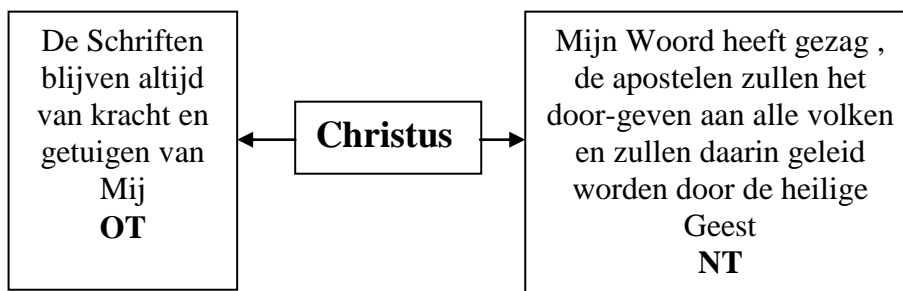 De Schriften
blijven altijd
van kracht en
getuigen van
Mij
OT
Christus
Mijn Woord heeft gezag ,
de apostelen zullen het
door-geven aan alle volken
en zullen daarin geleid
worden door de heilige
Geest
NT